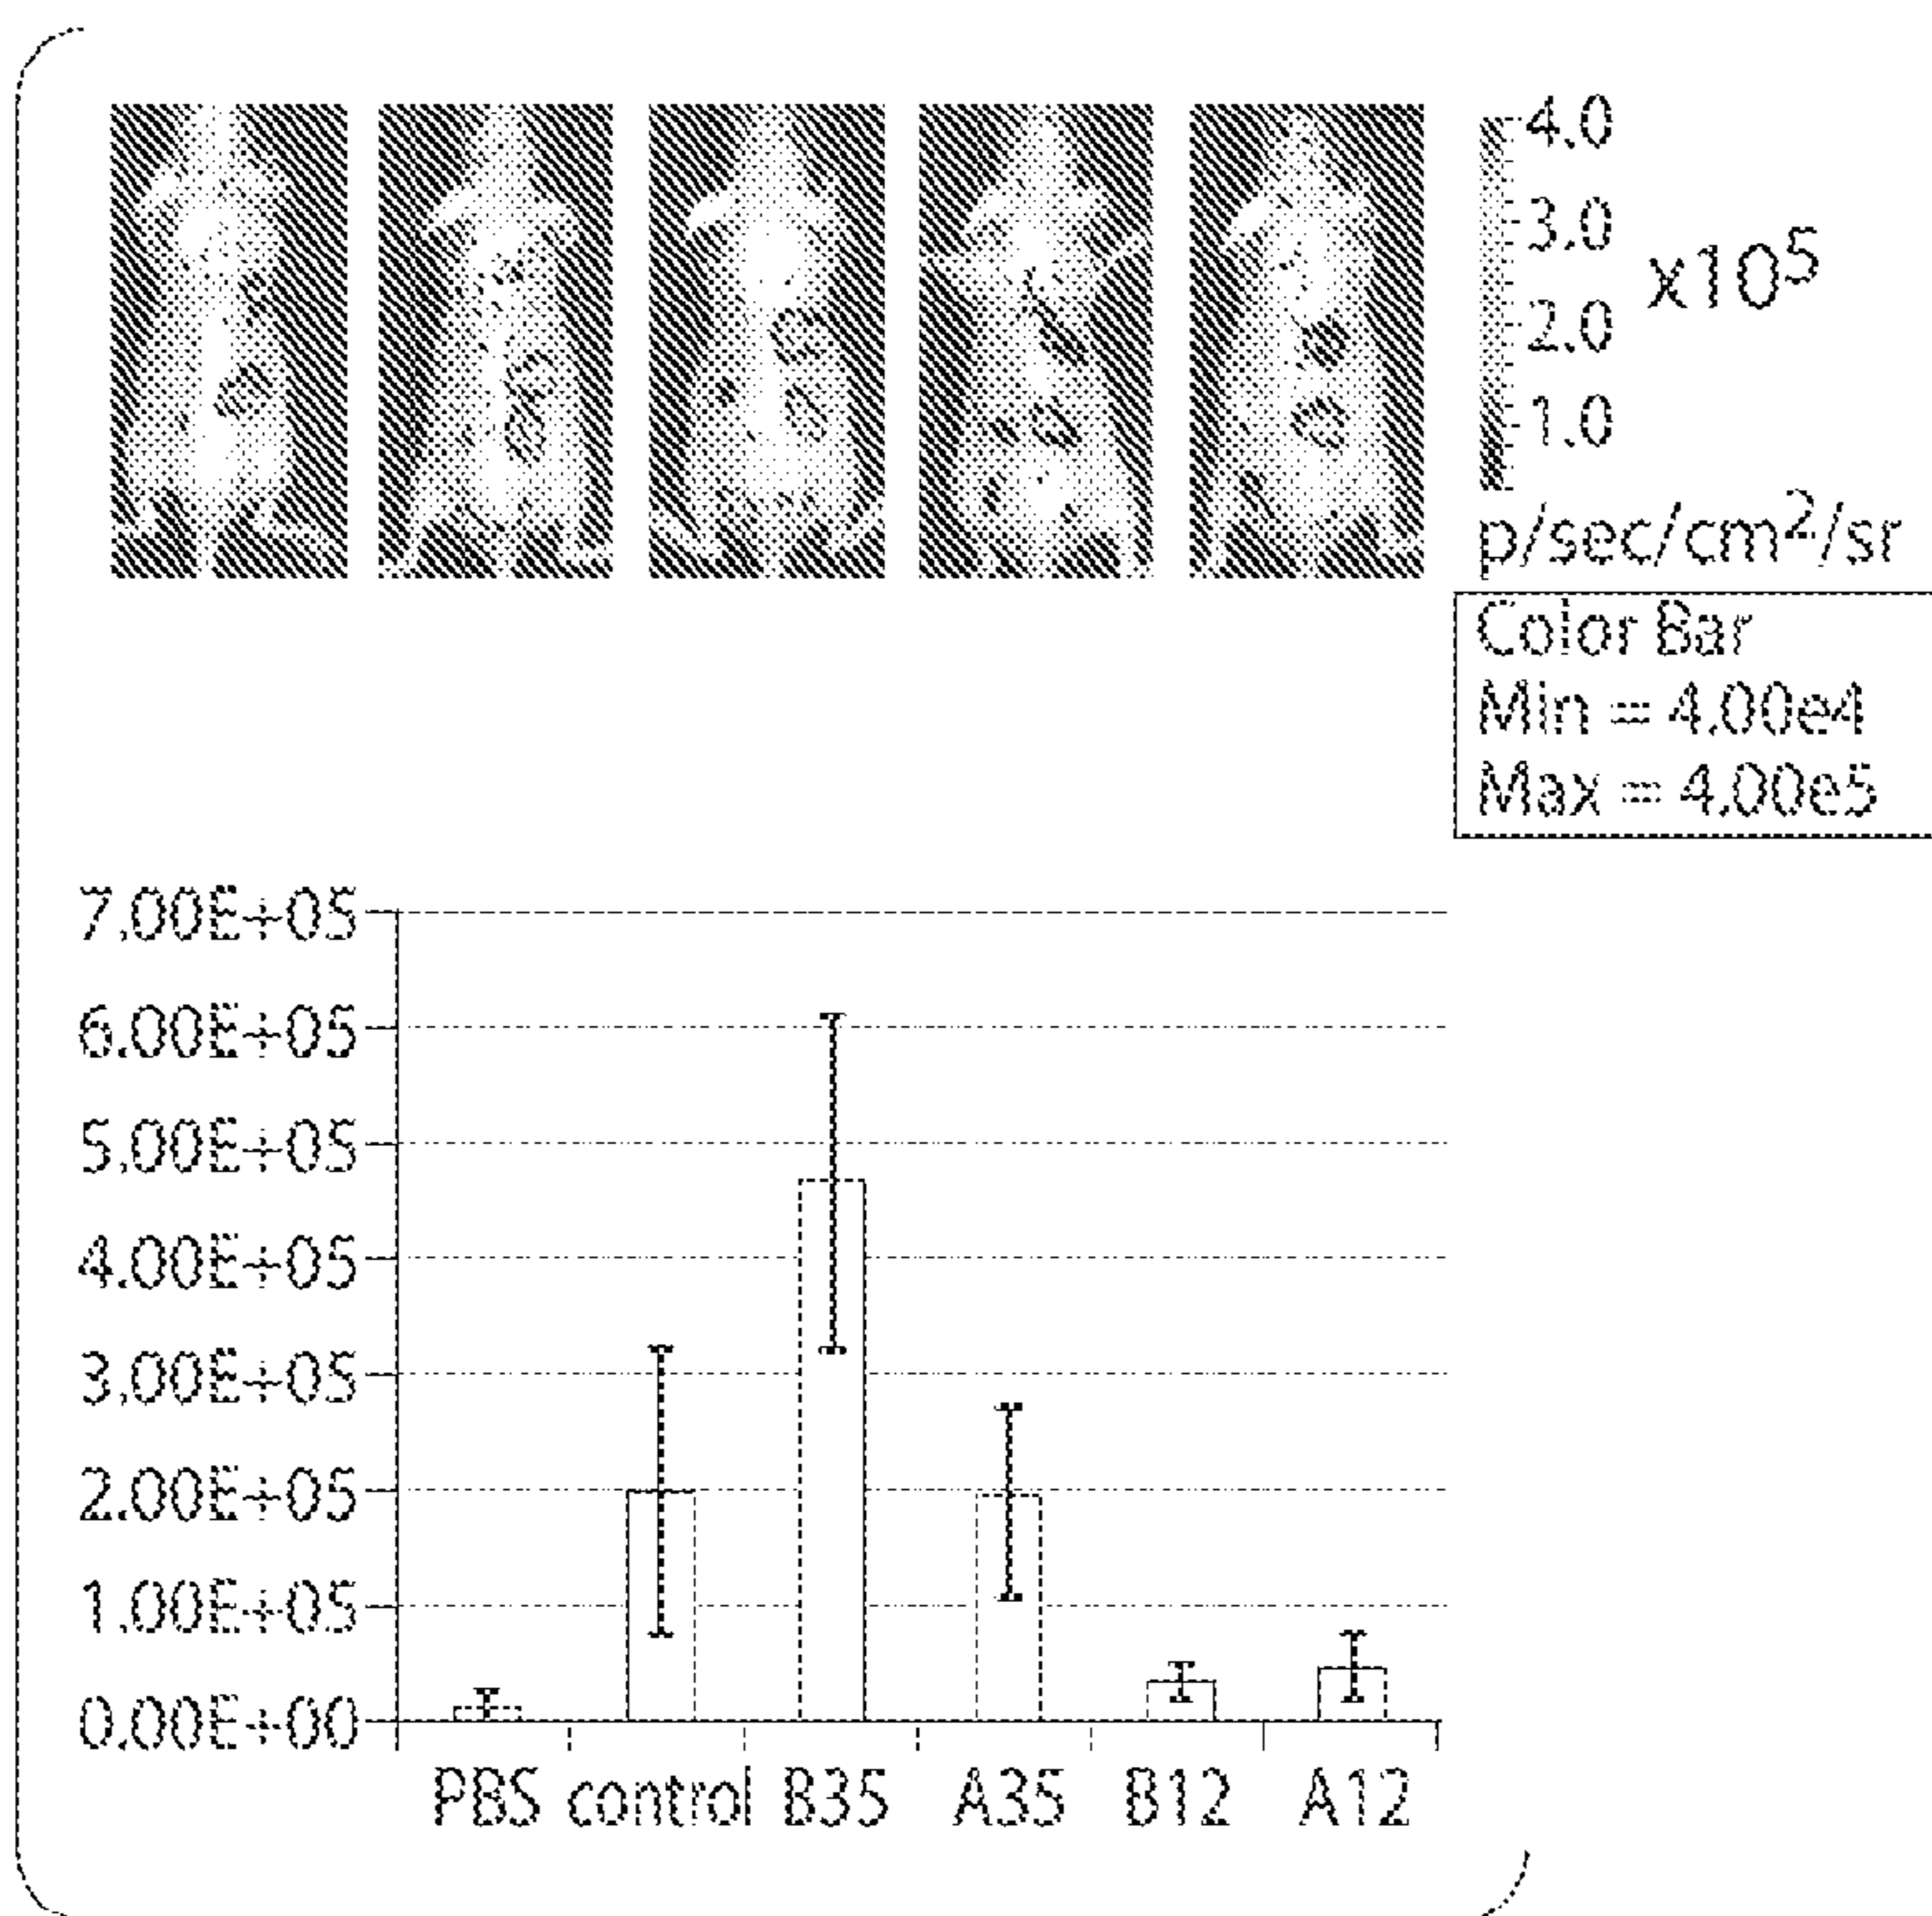 4.0
3.0
x10⁵
2.0
1.0
p/sec/cm²/sr
Color Bar
Min = 4.00e4
Max = 4.00e5
7.00E+05
6.00E+05
5.00E+05
4.00E+05
3.00E+05
2.00E+05
1.00E+05
0.00E+00
PBS control B35 A35 B12 A12